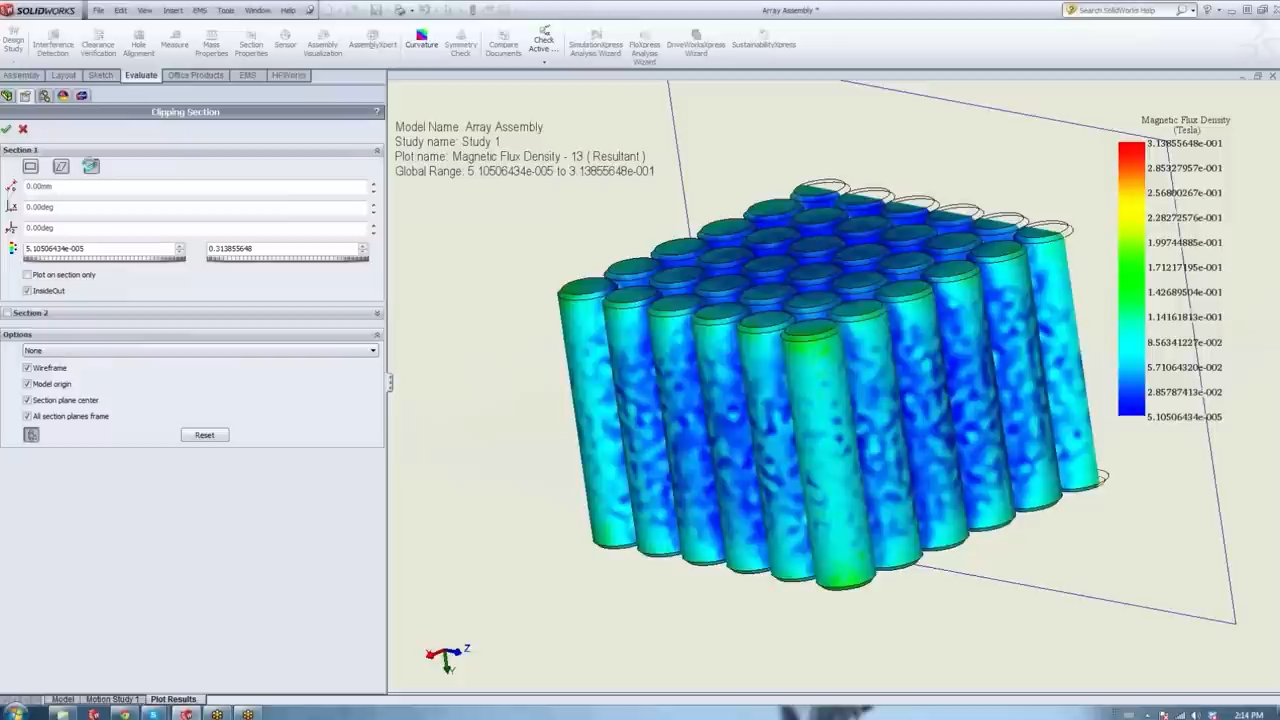 SOLIDWORKS File Edit View Insert EMS Tools Window Help Array Assembly * Search SolidWorks Help
Design Study Interference Detection Clearance Verification Hole Alignment Measure Mass Properties Section Properties Sensor Assembly Visualization AssemblyXpert Curvature Symmetry Check Compare Documents Check Active ... SimulationXpress Analysis Wizard FloXpress Analysis Wizard DriveWorksXpress Wizard SustainabilityXpress
Assembly Layout Sketch Evaluate Office Products EMS HFWorks
Clipping Section ?
Section 1
0.00mm
0.00deg
0.00deg
5.10506434e-005 0.313855648
Plot on section only
InsideOut
Section 2
Options
None
Wireframe
Model origin
Section plane center
All section planes frame
Reset
Model Name: Array Assembly
Study name: Study 1
Plot name: Magnetic Flux Density - 13 ( Resultant )
Global Range: 5.10506434e-005 to 3.13855648e-001
Magnetic Flux Density
(Tesla)
3.13855648e-001
2.85327957e-001
2.56800267e-001
2.28272576e-001
1.99744885e-001
1.71217195e-001
1.42689504e-001
1.14161813e-001
8.56341227e-002
5.71064320e-002
2.85787413e-002
5.10506434e-005
X Z
Y
Model Motion Study 1 Plot Results
2:14 PM